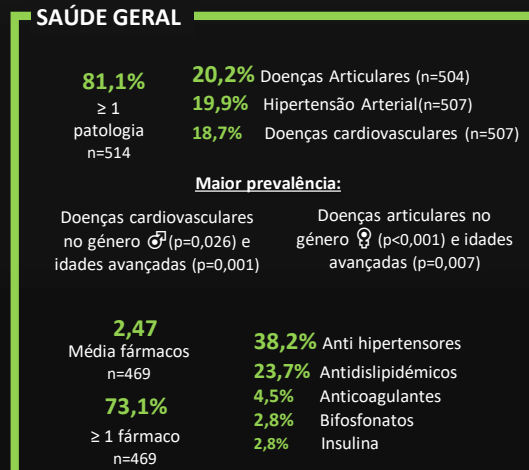 SAÚDE GERAL
81,1%
≥ 1
patologia
n=514
20,2% Doenças Articulares (n=504)
19,9% Hipertensão Arterial(n=507)
18,7% Doenças cardiovasculares (n=507)
Maior prevalência:
Doenças cardiovasculares
no género ♂ (p=0,026) e
idades avançadas (p=0,001)
Doenças articulares no
género ♀ (p<0,001) e idades
avançadas (p=0,007)
2,47
Média fármacos
n=469
73,1%
≥ 1 fármaco
n=469
38,2% Anti hipertensores
23,7% Antidislipidémicos
4,5% Anticoagulantes
2,8% Bifosfonatos
2,8% Insulina